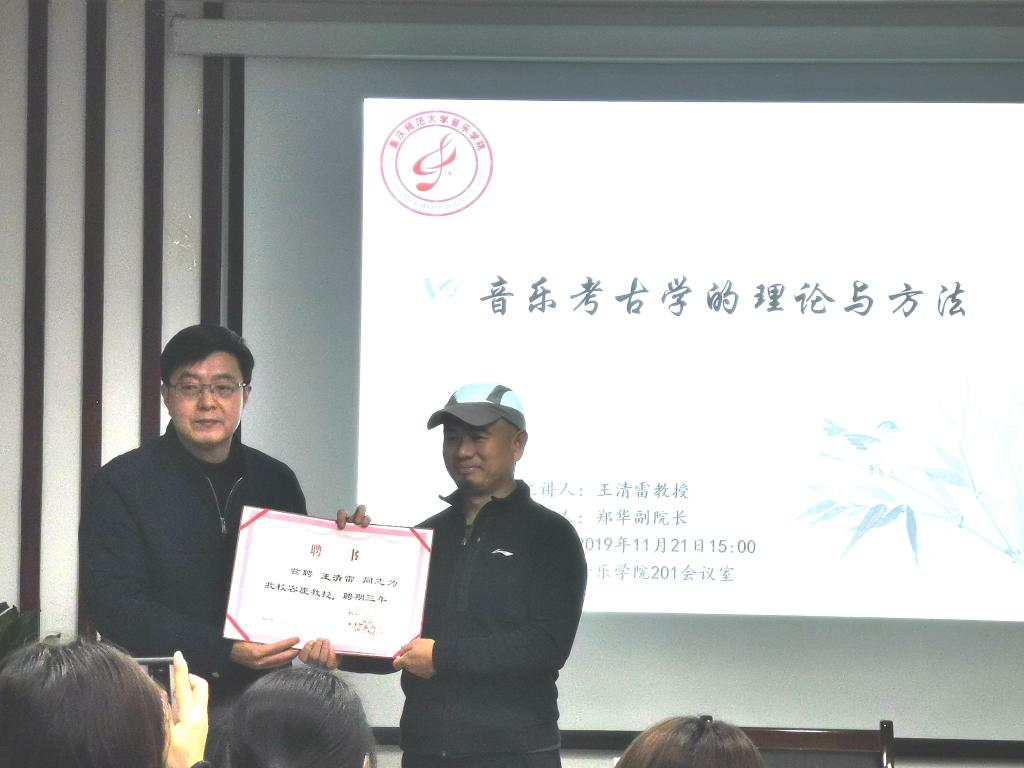 重庆师范大学音乐学院
音乐考古学的理论与方法
主讲人：王清雷教授
人：郑华副院长
2019年11月21日15:00
音乐学院201会议室
聘 书
兹聘 王清雷 同志为
我校客座教授，聘期三年